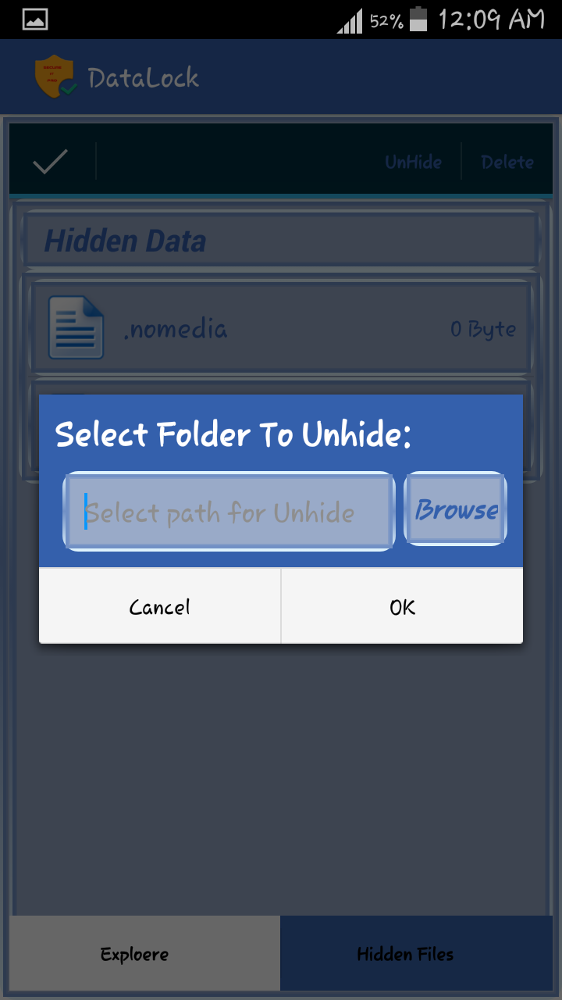 52% 12:09 AM
DataLock
UnHide Delete
Hidden Data
.nomedia 0 Byte
Select Folder To Unhide:
Select path for Unhide Browse
Cancel OK
Exploere Hidden Files